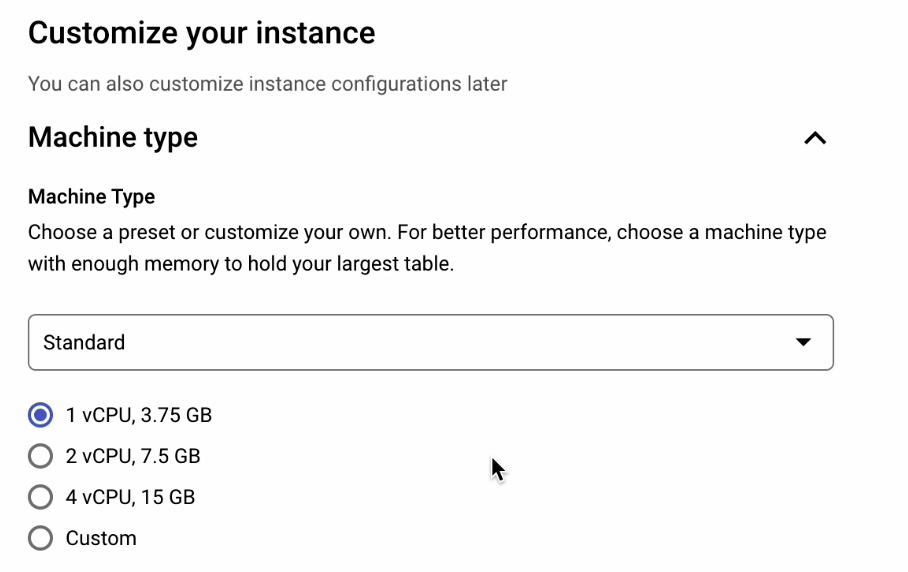 Customize your instance
You can also customize instance configurations later
Machine type
Machine Type
Choose a preset or customize your own. For better performance, choose a machine type
with enough memory to hold your largest table.
Standard
1 vCPU, 3.75 GB
2 vCPU, 7.5 GB
4 vCPU, 15 GB
Custom